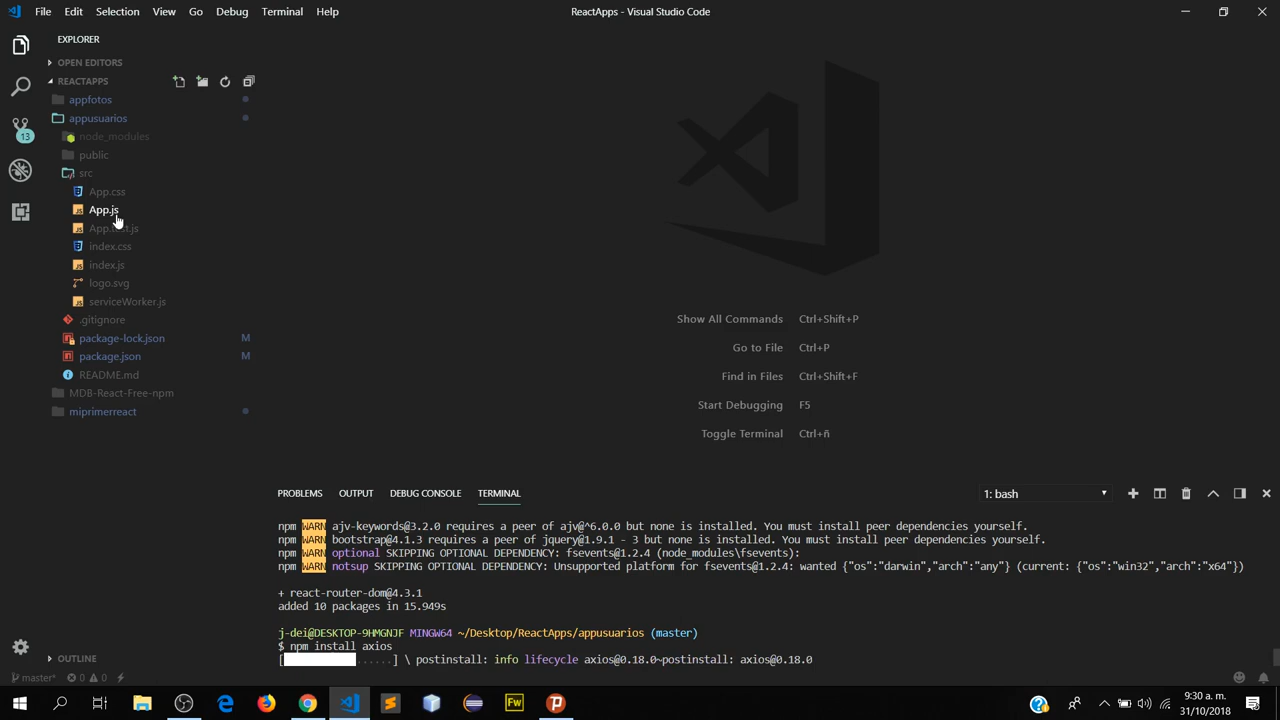 File Edit Selection View Go Debug Terminal Help
ReactApps - Visual Studio Code
EXPLORER
OPEN EDITORS
REACTAPPS
appfotos
appusuarios
node_modules
public
src
App.css
App.js
App.test.js
index.css
index.js
logo.svg
serviceWorker.js
.gitignore
package-lock.json M
package.json M
README.md
MDB-React-Free-npm
miprimerreact
OUTLINE
13
Show All Commands Ctrl+Shift+P
Go to File Ctrl+P
Find in Files Ctrl+Shift+F
Start Debugging F5
Toggle Terminal Ctrl+ñ
PROBLEMS OUTPUT DEBUG CONSOLE TERMINAL
1: bash
npm WARN ajv-keywords@3.2.0 requires a peer of ajv@^6.0.0 but none is installed. You must install peer dependencies yourself.
npm WARN bootstrap@4.1.3 requires a peer of jquery@1.9.1 - 3 but none is installed. You must install peer dependencies yourself.
npm WARN optional SKIPPING OPTIONAL DEPENDENCY: fsevents@1.2.4 (node_modules\fsevents):
npm WARN notsup SKIPPING OPTIONAL DEPENDENCY: Unsupported platform for fsevents@1.2.4: wanted {"os":"darwin","arch":"any"} (current: {"os":"win32","arch":"x64"})
+ react-router-dom@4.3.1
added 10 packages in 15.949s
j-dei@DESKTOP-9HMGNJF MINGW64 ~/Desktop/ReactApps/appusuarios (master)
$ npm install axios
[ ......] \ postinstall: info lifecycle axios@0.18.0~postinstall: axios@0.18.0
master* 0 0
Fw
9:30 a. m.
31/10/2018